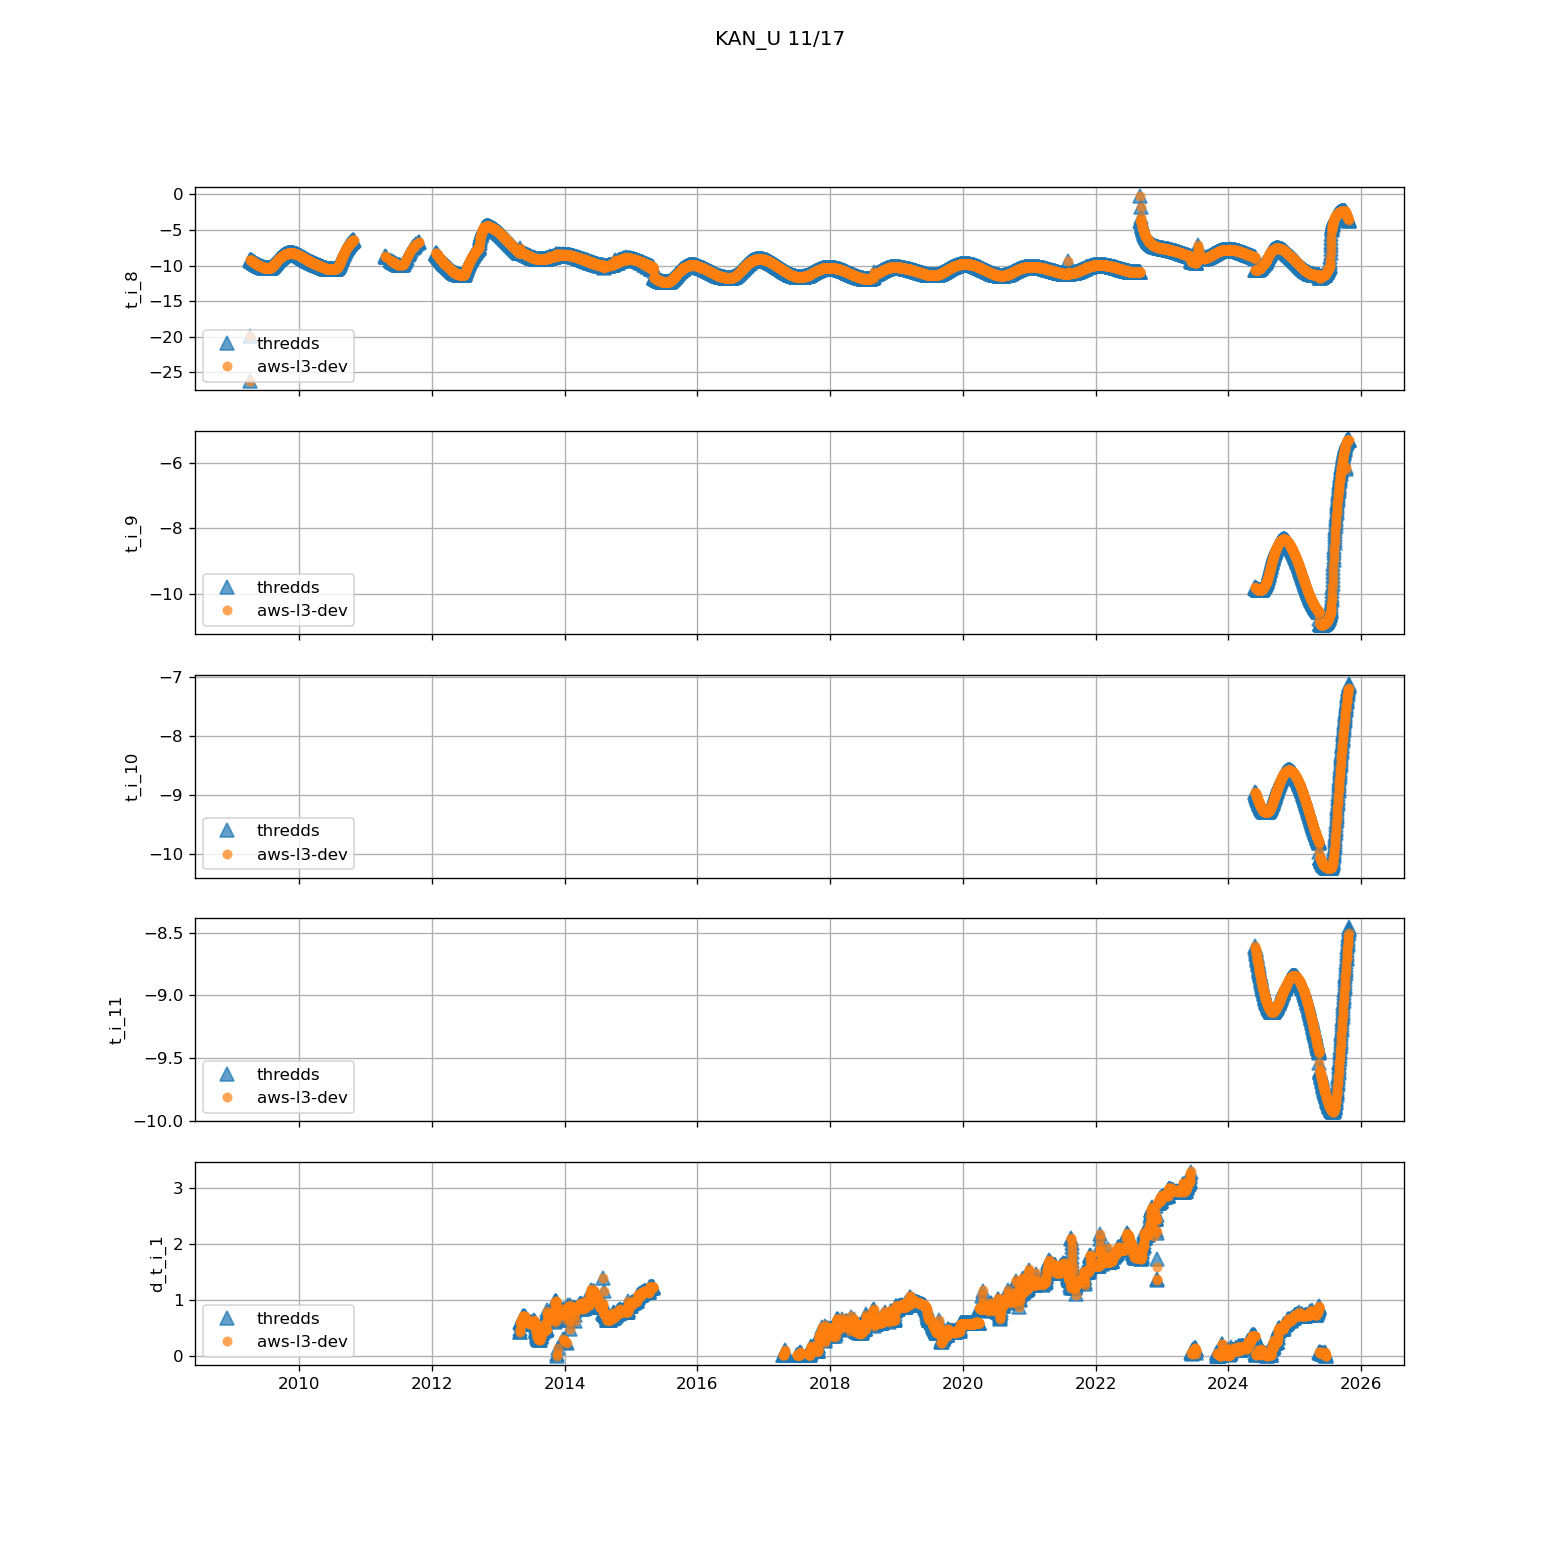 KAN_U 11/17
0
−5
−10
−15
−20
−25
t_i_8
thredds
aws-l3-dev
−6
−8
−10
t_i_9
thredds
aws-l3-dev
−7
−8
−9
−10
t_i_10
thredds
aws-l3-dev
−8.5
−9.0
−9.5
−10.0
t_i_11
thredds
aws-l3-dev
3
2
1
0
d_t_i_1
thredds
aws-l3-dev
2010 2012 2014 2016 2018 2020 2022 2024 2026